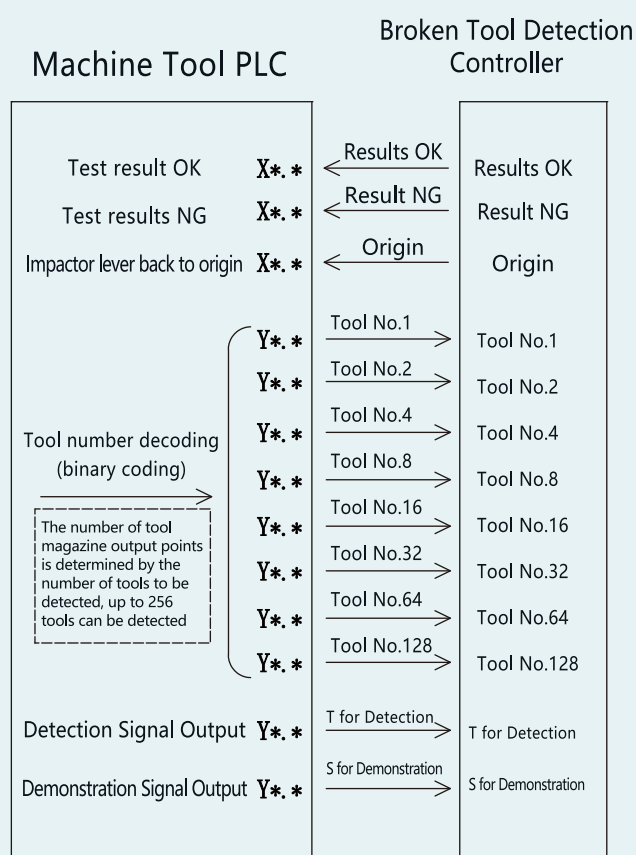 Broken Tool Detection
Controller
Machine Tool PLC
Test result OK X*.* Results OK Results OK
Test results NG X*.* Result NG Result NG
Impactor lever back to origin X*.* Origin Origin
Y*.* Tool No.1 Tool No.1
Y*.* Tool No.2 Tool No.2
Y*.* Tool No.4 Tool No.4
Tool number decoding
(binary coding)
Y*.* Tool No.8 Tool No.8
The number of tool
magazine output points
is determined by the
number of tools to be
detected, up to 256
tools can be detected
Y*.* Tool No.16 Tool No.16
Y*.* Tool No.32 Tool No.32
Y*.* Tool No.64 Tool No.64
Y*.* Tool No.128 Tool No.128
Detection Signal Output Y*.* T for Detection T for Detection
Demonstration Signal Output Y*.* S for Demonstration S for Demonstration